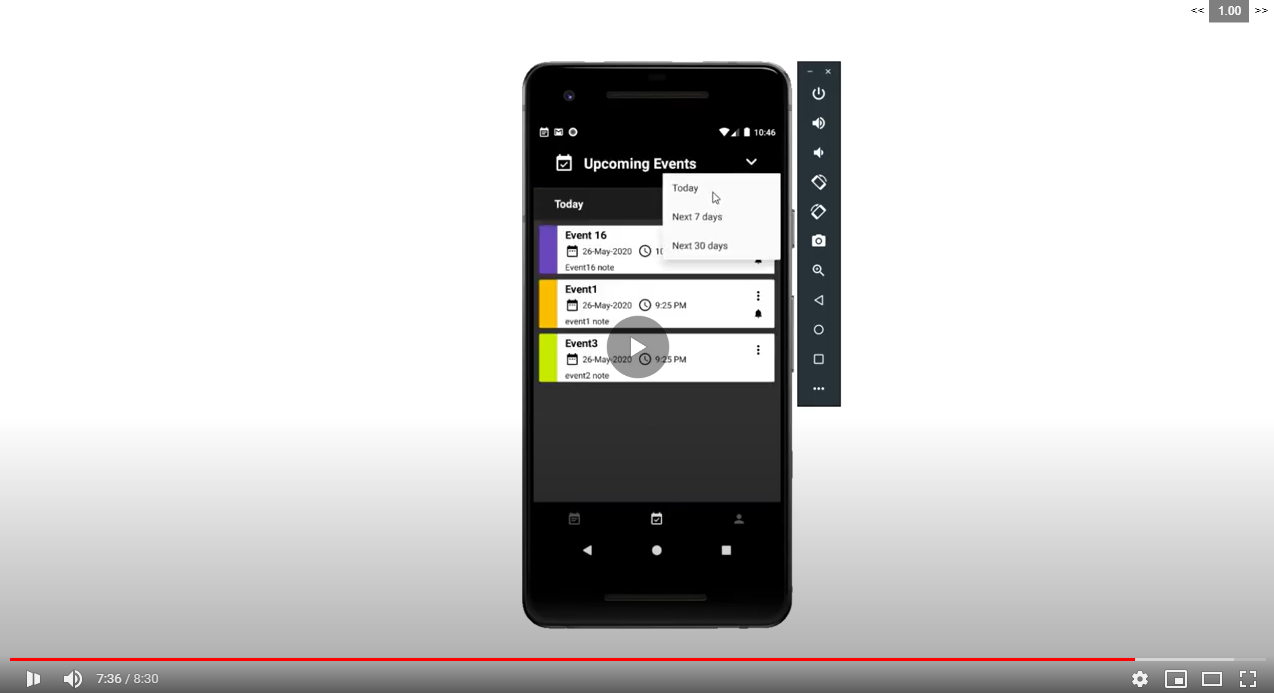 << 1.00 >>
10:46
Upcoming Events
Today
Next 7 days
Next 30 days
Today
Event 16
26-May-2020 10
Event16 note
Event1
26-May-2020 9:25 PM
event1 note
Event3
26-May-2020 9:25 PM
event2 note
7:36 / 8:30